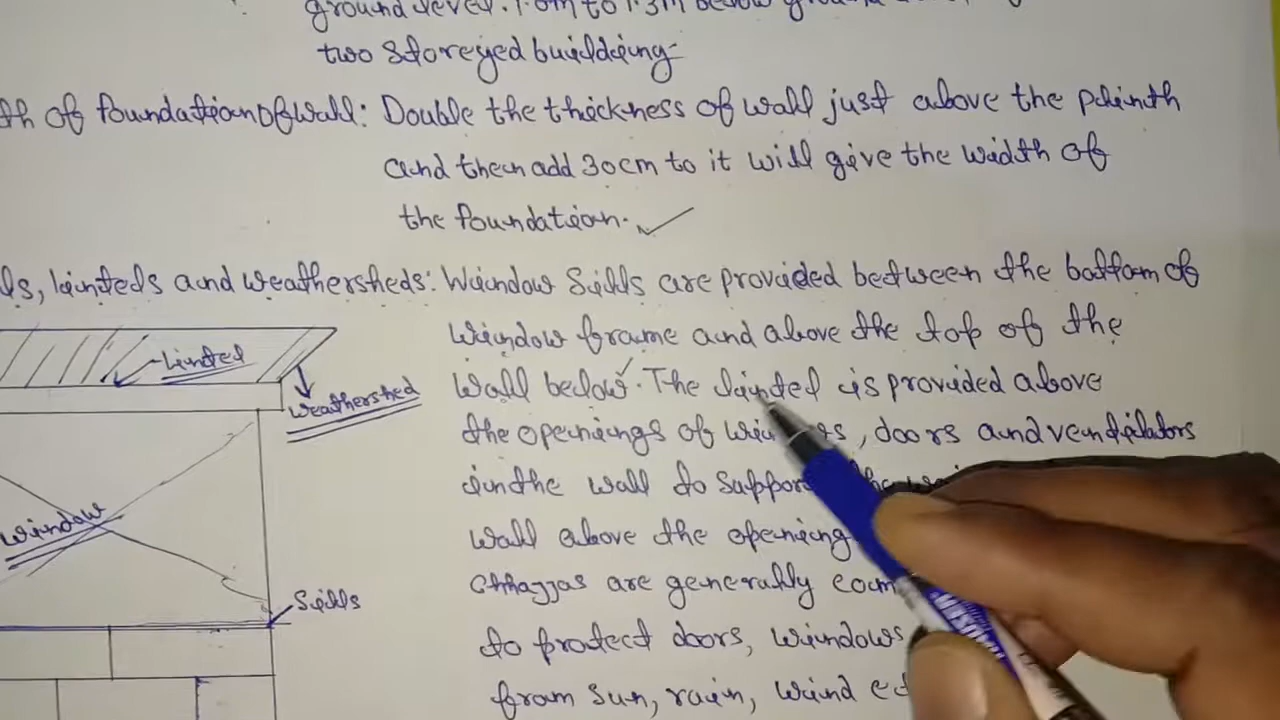 two storeyed buildding
th of foundation of wall: Double the thickness of wall just above the plinth
and then add 30cm to it will give the width of
the foundation.
ls, lintels and weathersheds: Window Sills are provided between the bottom of
window frame and above the top of the
wall below. The lintel is provided above
the openings of doors and ventilators
in the wall to support
wall above the opening
Chhajjas are generally
to protect doors, windows
from sun, rain, wind
Lintel
Weathershed
Window
Sills